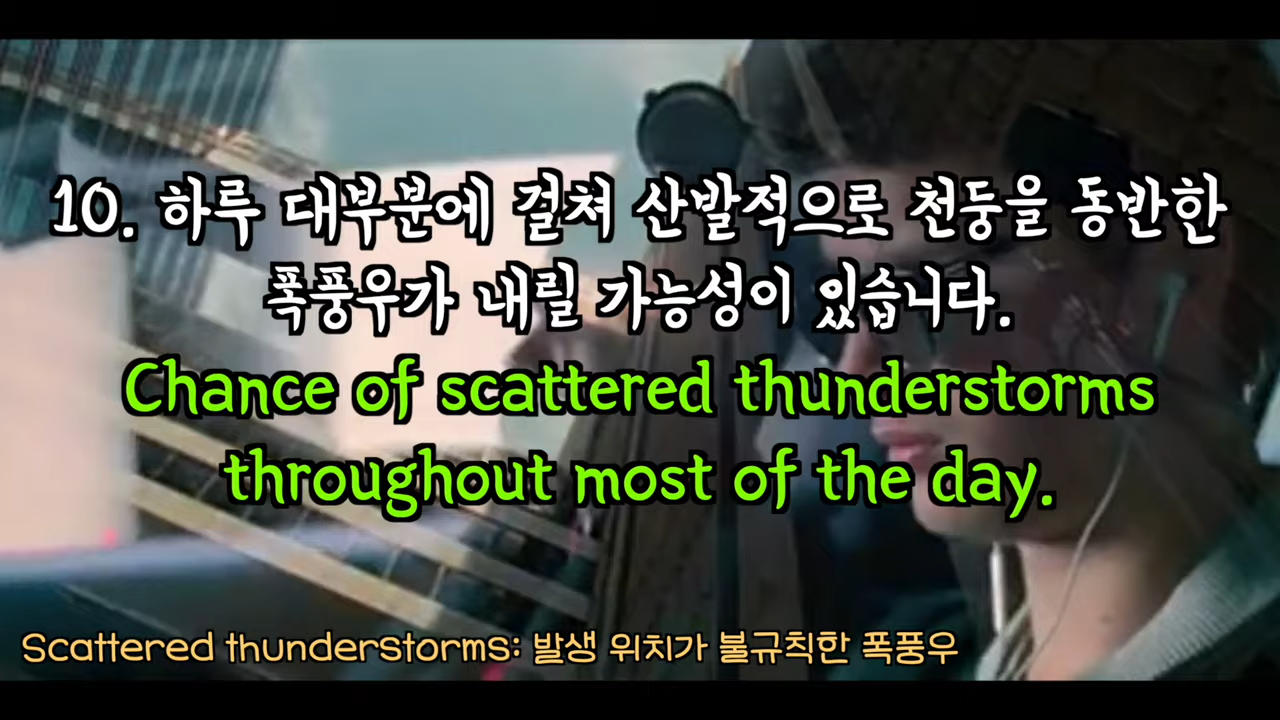 10. 하루 대부분에 걸쳐 산발적으로 천둥을 동반한
폭풍우가 내릴 가능성이 있습니다.
Chance of scattered thunderstorms
throughout most of the day.
Scattered thunderstorms: 발생 위치가 불규칙한 폭풍우